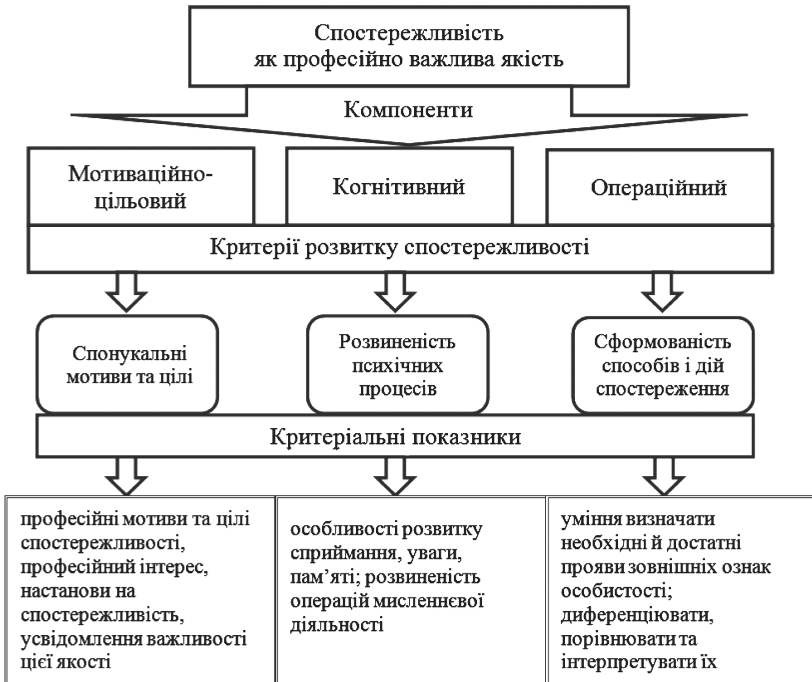 Спостережливість
як професійно важлива якість
Компоненти
Мотиваційно-
цільовий
Когнітивний
Операційний
Критерії розвитку спостережливості
Спонукальні
мотиви та цілі
Розвиненість
психічних
процесів
Сформованість
способів і дій
спостереження
Критеріальні показники
професійні мотиви та цілі
спостережливості,
професійний інтерес,
настанови на
спостережливість,
усвідомлення важливості
цієї якості
особливості розвитку
сприймання, уваги,
пам’яті; розвиненість
операцій мисленнєвої
діяльності
уміння визначати
необхідні й достатні
прояви зовнішніх ознак
особистості;
диференціювати,
порівнювати та
інтерпретувати їх